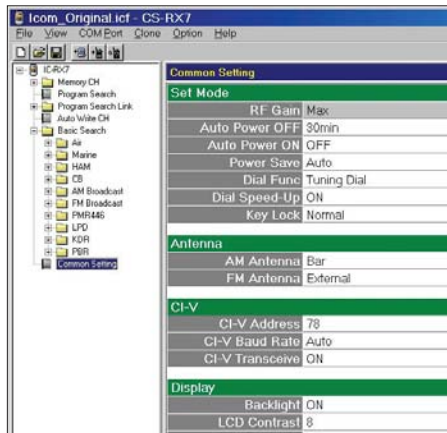 Icom_Original.icf - CS-RX7
File View COM Port Clone Option Help
IC-RX7
Memory CH
Program Search
Program Search Link
Auto Write CH
Basic Search
Air
Marine
HAM
CB
AM Broadcast
FM Broadcast
PMR446
LPD
KDR
PBR
Common Setting
Common Setting
Set Mode
RF Gain Max
Auto Power OFF 30min
Auto Power ON OFF
Power Save Auto
Dial Func Tuning Dial
Dial Speed-Up ON
Key Lock Normal
Antenna
AM Antenna Bar
FM Antenna External
CI-V
CI-V Address 78
CI-V Baud Rate Auto
CI-V Transceive ON
Display
Backlight ON
LCD Contrast 8